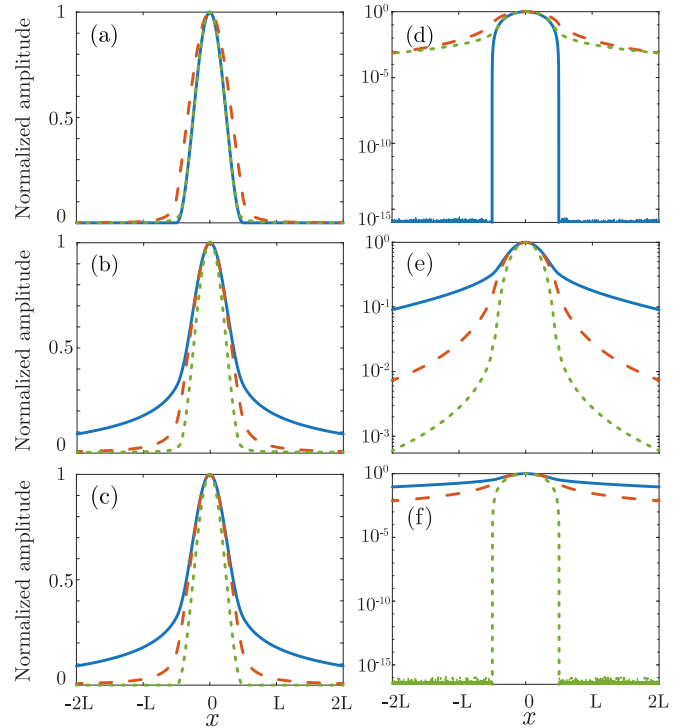 Normalized amplitude
1
0.5
0
(a)
10^0
10^-5
10^-10
10^-15
(d)
Normalized amplitude
1
0.5
0
(b)
10^0
10^-1
10^-2
10^-3
(e)
Normalized amplitude
1
0.5
0
(c)
-2L -L 0 L 2L
x
10^0
10^-5
10^-16
10^-15
(f)
-2L -L 0 L 2L
x